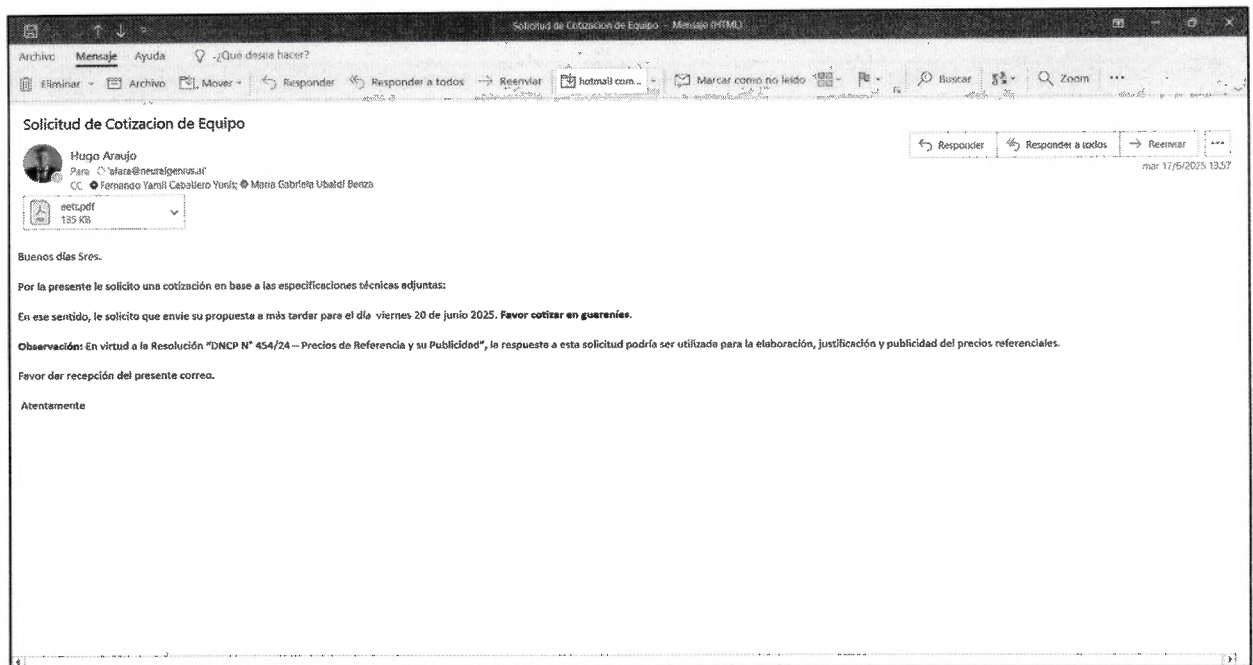 Solicitud de Cotizacion de Equipo - Mensaje (HTML)
Archivo Mensaje Ayuda ¿Qué desea hacer?
Eliminar Archivo Mover Responder Responder a todos Reenviar hotmail com... Marcar como no leído Buscar Zoom ...
Solicitud de Cotizacion de Equipo
Hugo Araujo
Responder Responder a todos Reenviar ...
Para
mar 17/6/2025 13:57
CC Fernando Yamil Caballero Yunis; Maria Gabriela Ubaldi Benza
eets.pdf
185 KB
Buenos días Sres.
Por la presente le solicito una cotización en base a las especificaciones técnicas adjuntas:
En ese sentido, le solicito que envie su propuesta a más tardar para el día viernes 20 de junio 2025. Favor cotizar en guaraníes.
Observación: En virtud a la Resolución "DNCP N° 454/24 – Precios de Referencia y su Publicidad", la respuesta a esta solicitud podría ser utilizada para la elaboración, justificación y publicidad del precios referenciales.
Favor dar recepción del presente correo.
Atentamente